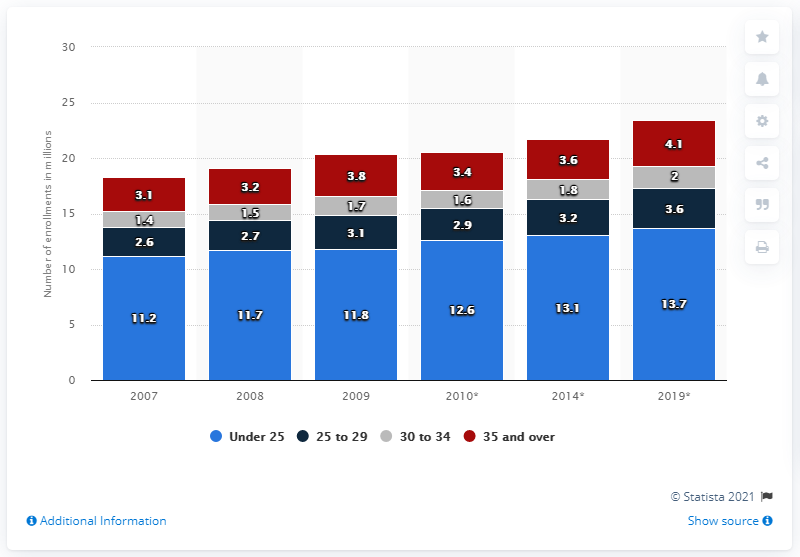 30
25
20
15
10
5
0
Number of enrollments in millions
3.1 3.2 3.8 3.4 3.6 4.1
1.4 1.5 1.7 1.6 1.8 2
2.6 2.7 3.1 2.9 3.2 3.6
11.2 11.7 11.8 12.6 13.1 13.7
2007 2008 2009 2010* 2014* 2019*
Under 25 25 to 29 30 to 34 35 and over
© Statista 2021
Additional Information Show source